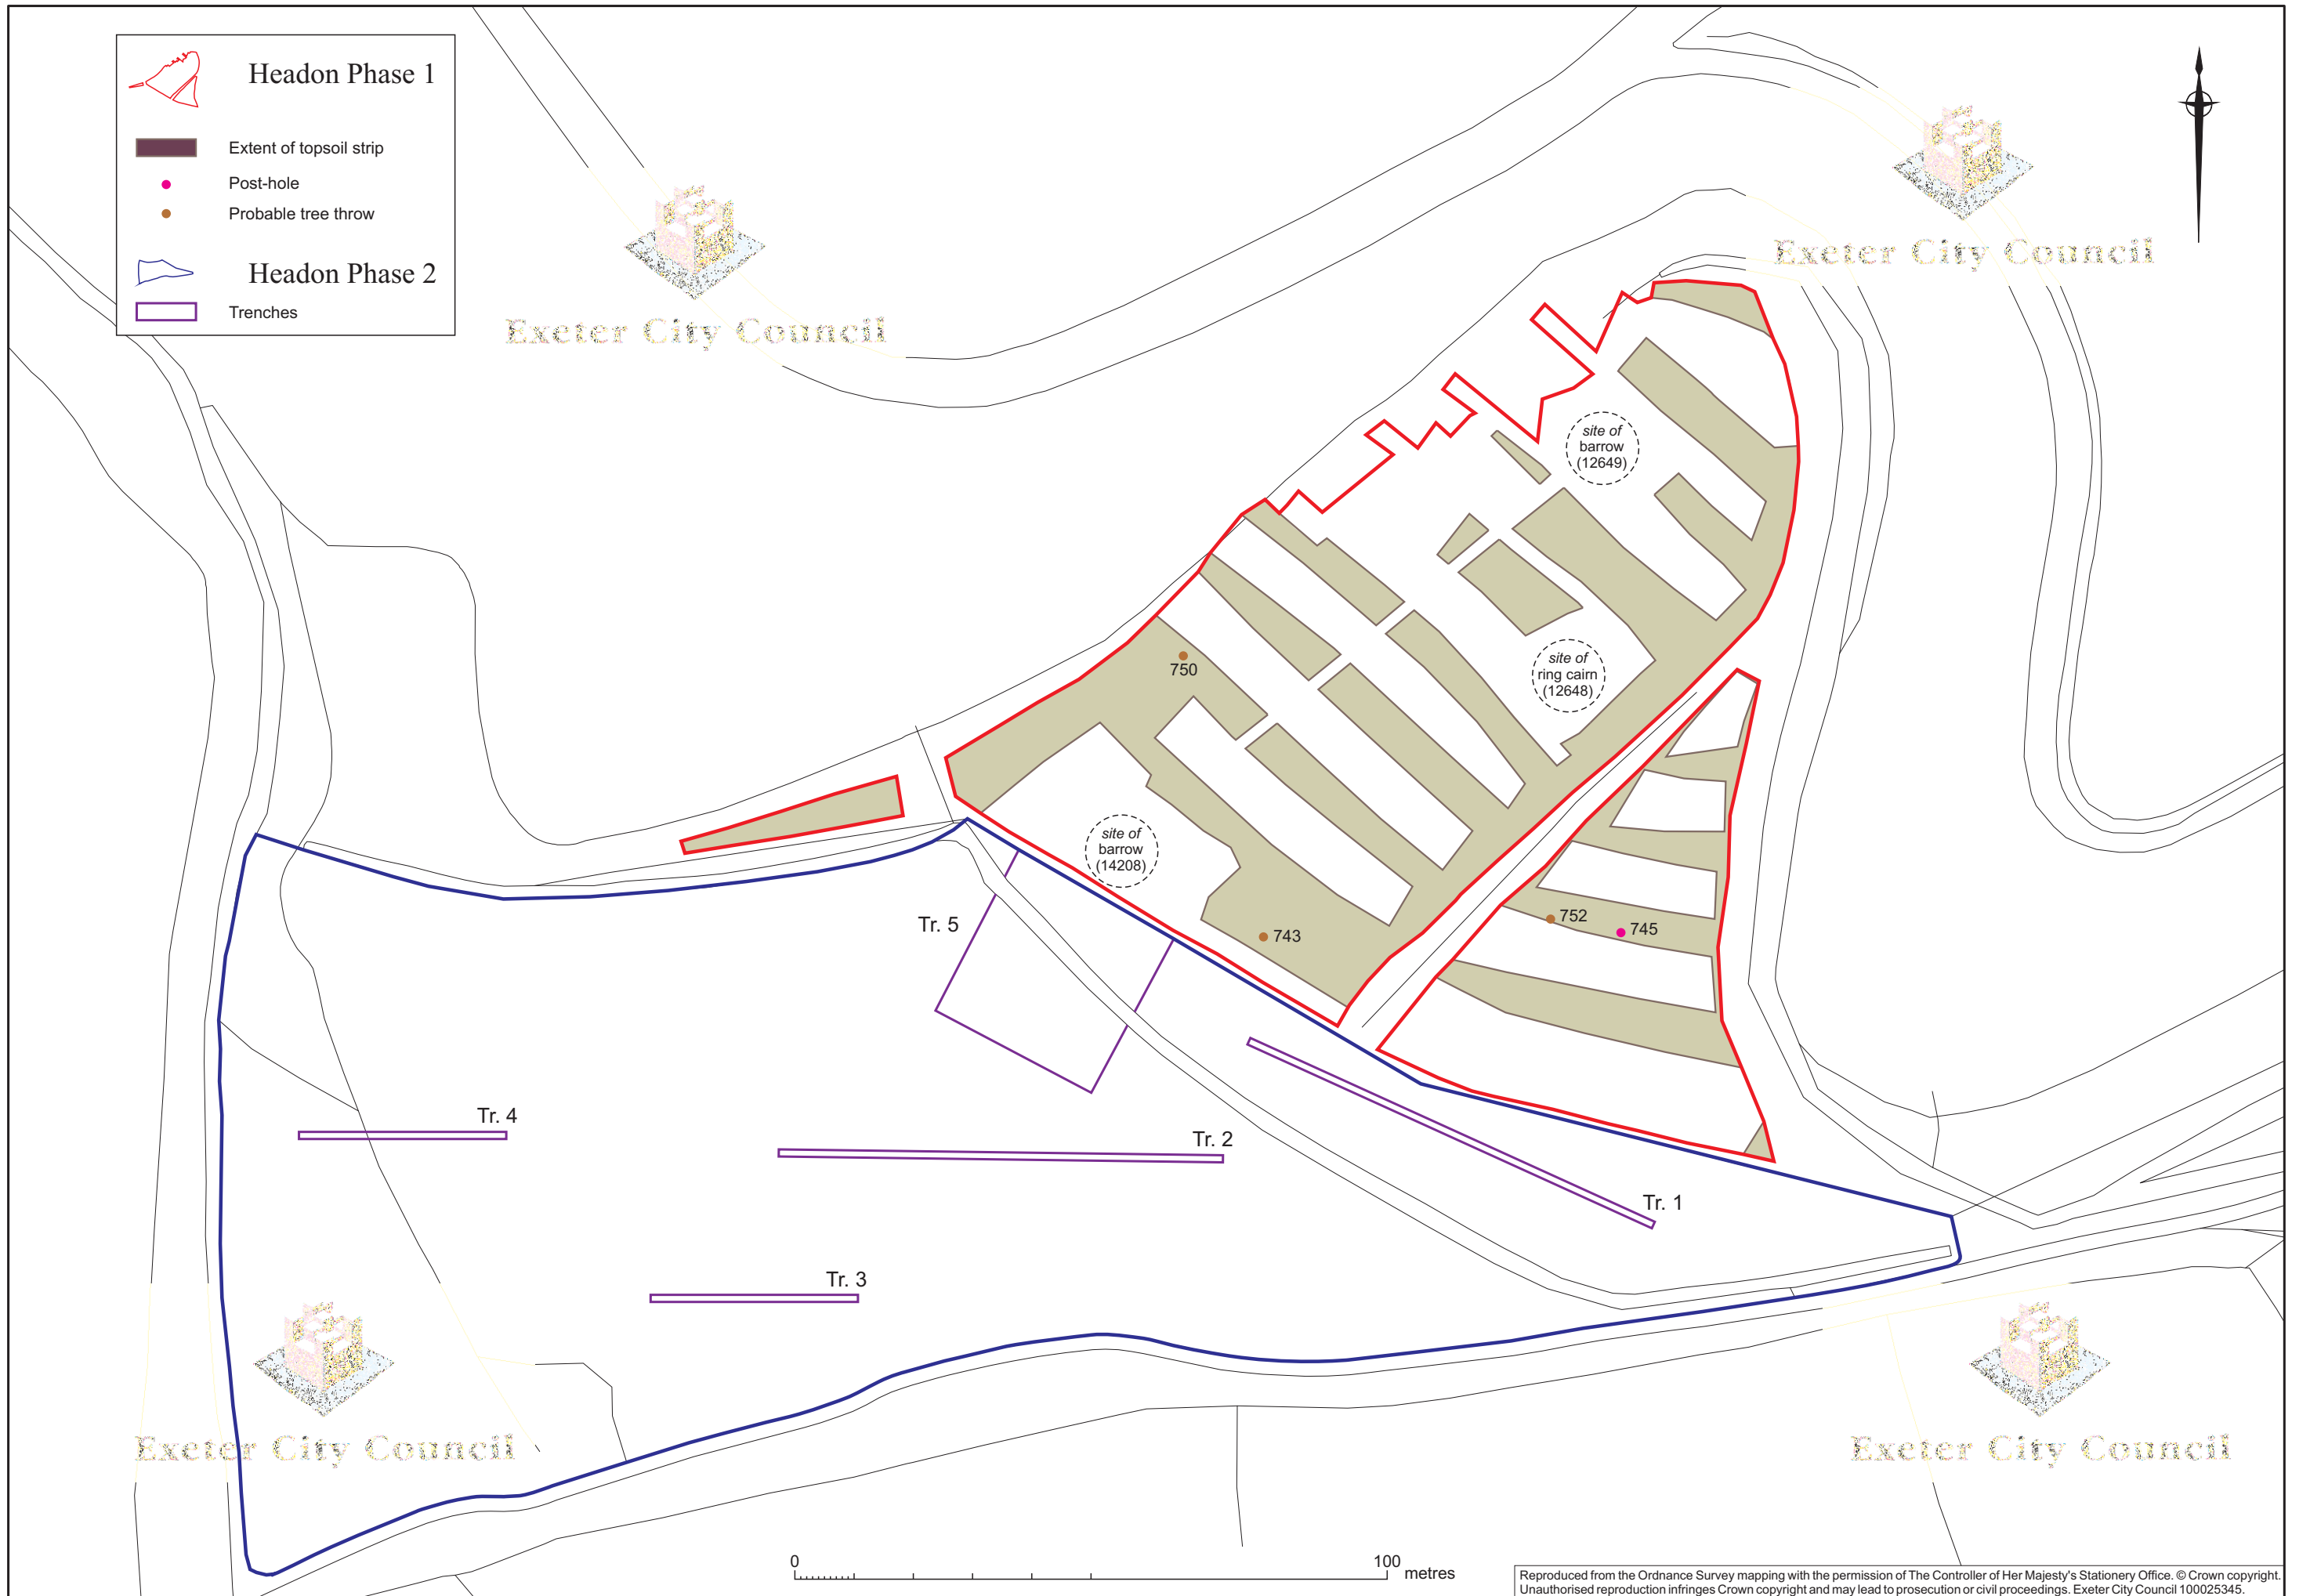 Headon Phase 1
Extent of topsoil strip
Post-hole
Probable tree throw
Headon Phase 2
Trenches
Exeter City Council
Exeter City Council
site of
barrow
(12649)
site of
ring cairn
(12648)
750
site of
barrow
(14208)
743
752
745
Tr. 5
Tr. 4
Tr. 2
Tr. 1
Tr. 3
Exeter City Council
Exeter City Council
0
100
metres
Reproduced from the Ordnance Survey mapping with the permission of The Controller of Her Majesty's Stationery Office. © Crown copyright.
Unauthorised reproduction infringes Crown copyright and may lead to prosecution or civil proceedings. Exeter City Council 100025345.